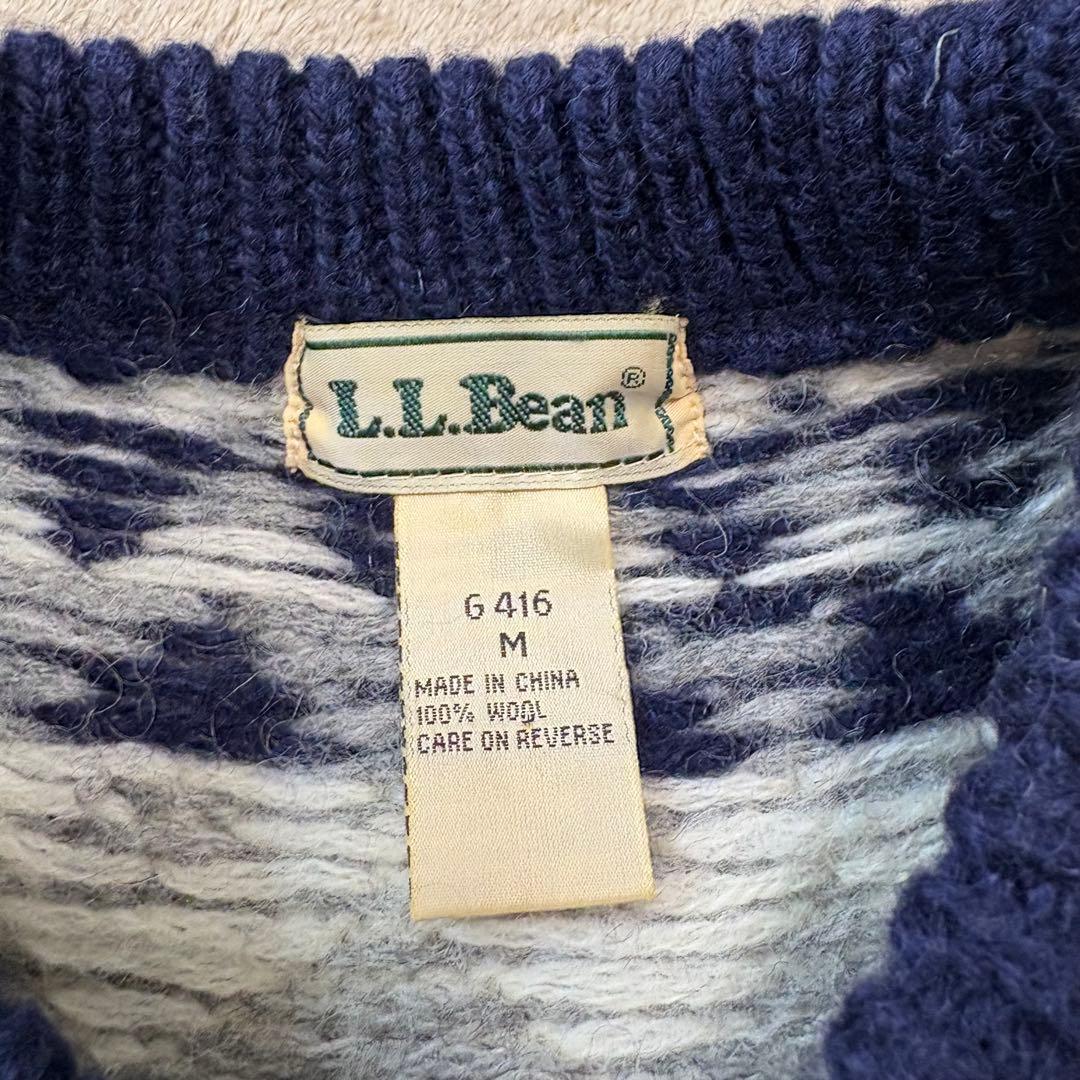 L.L.Bean®
G 416
M
MADE IN CHINA
100% WOOL
CARE ON REVERSE